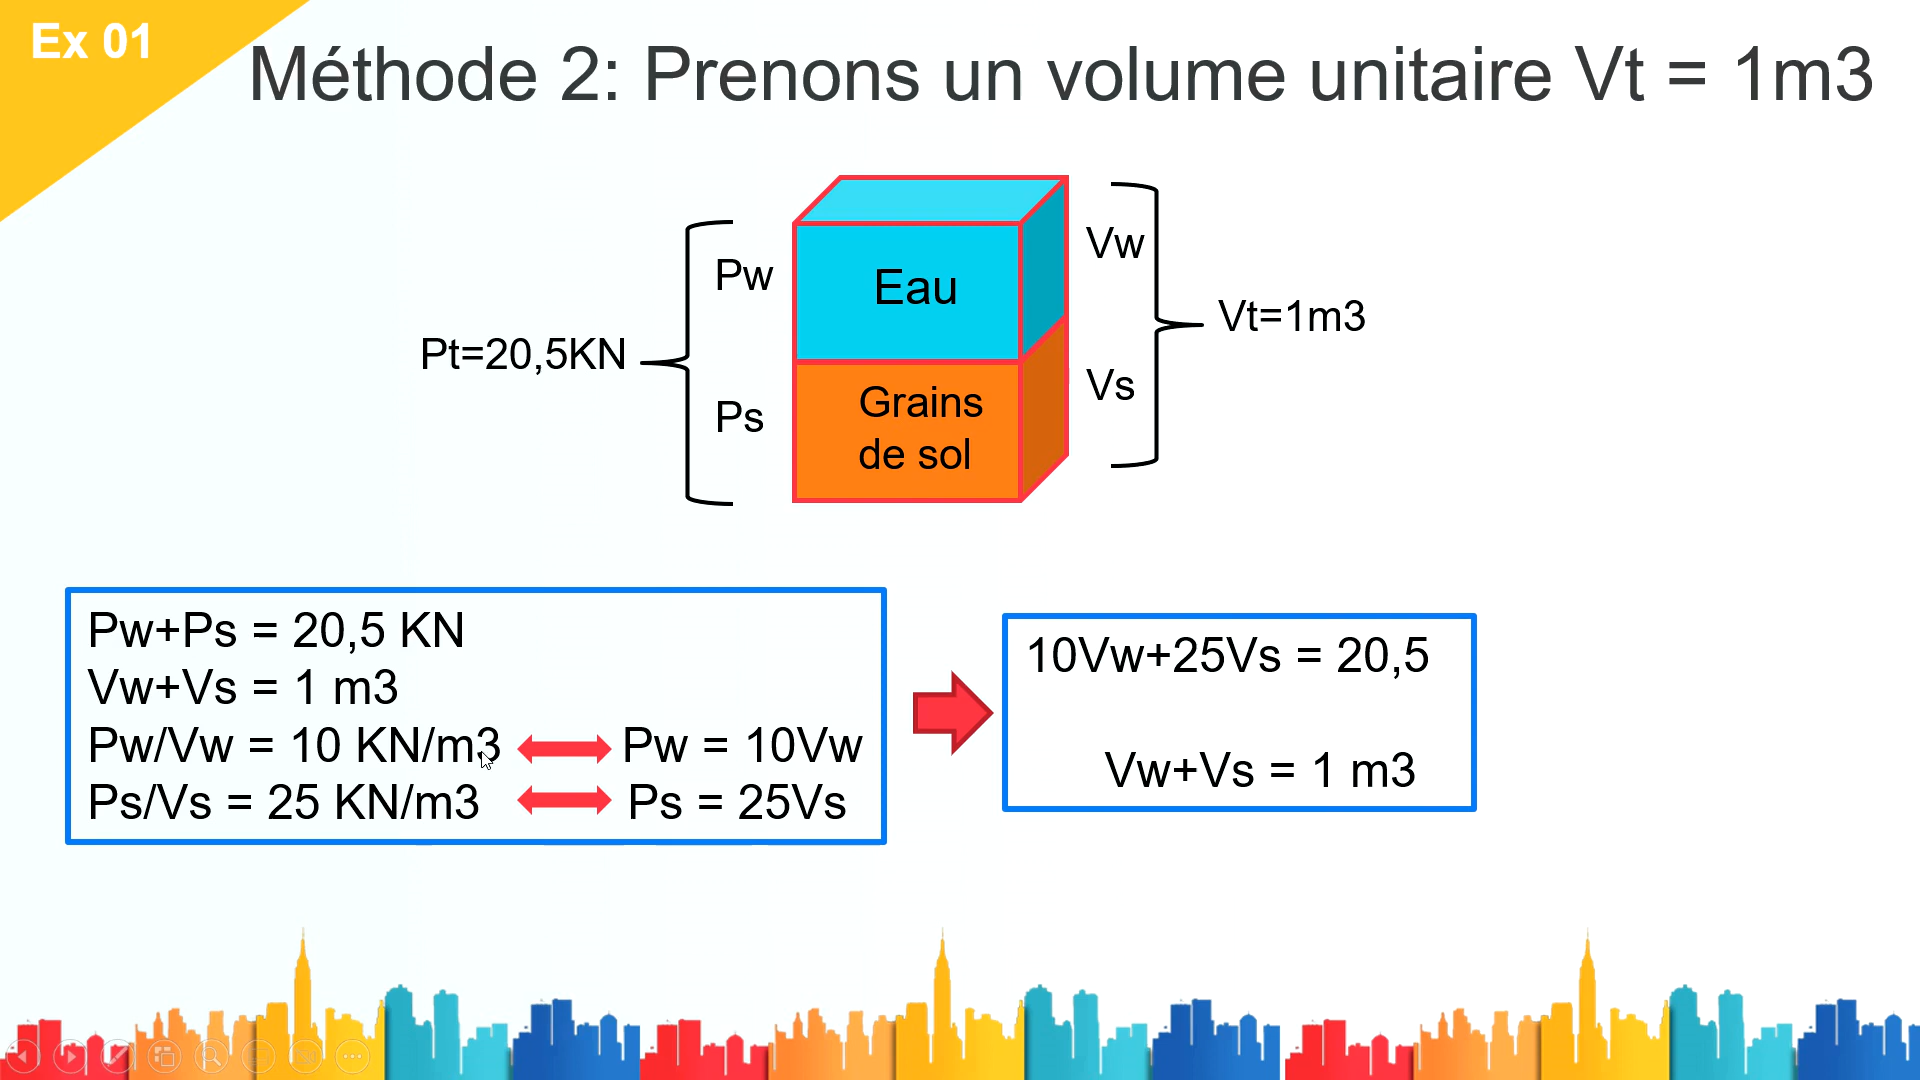 Ex 01
Méthode 2: Prenons un volume unitaire Vt = 1m3
Pw
Eau
Vw
Vt=1m3
Pt=20,5KN
Ps
Grains
de sol
Vs
Pw+Ps = 20,5 KN
Vw+Vs = 1 m3
Pw/Vw = 10 KN/m3 Pw = 10Vw
Ps/Vs = 25 KN/m3 Ps = 25Vs
10Vw+25Vs = 20,5
Vw+Vs = 1 m3